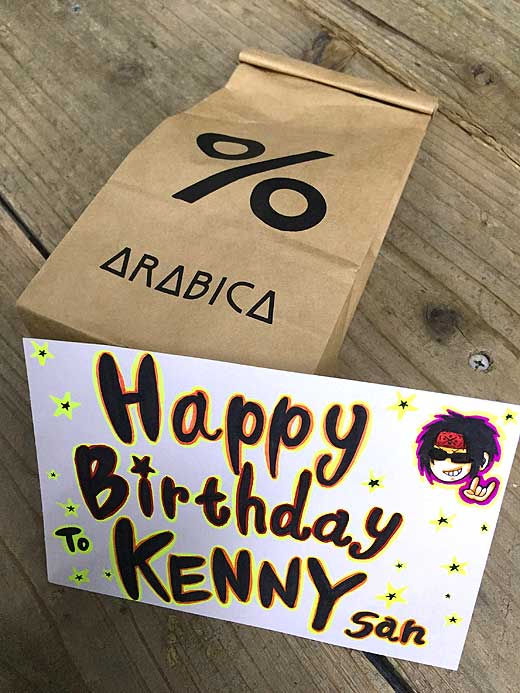 %
ARABICA
Happy
Birthday
To KENNY san